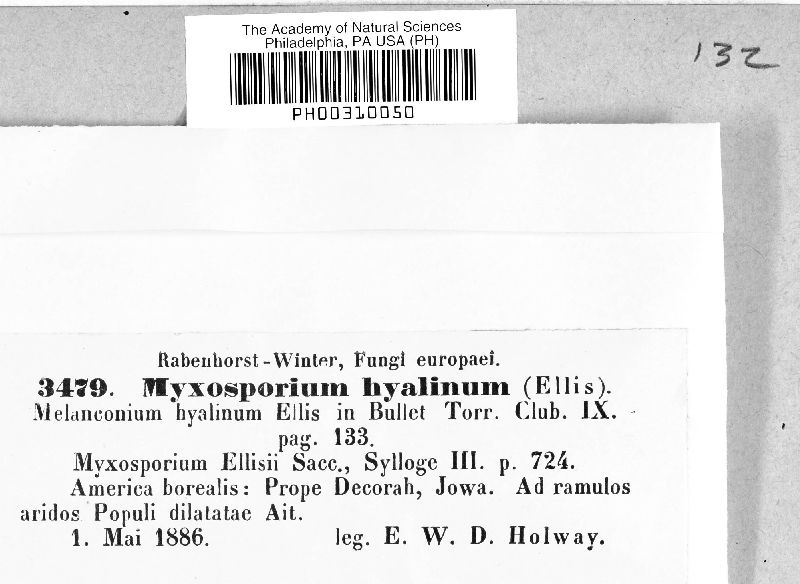 The Academy of Natural Sciences
Philadelphia, PA USA (PH)
PH00310050
132
Rabenhorst-Winter, Fungi europaei.
3479. Myxosporium hyalinum (Ellis).
Melanconium hyalinum Ellis in Bullet Torr. Club. IX.
pag. 133.
Myxosporium Ellisii Sacc., Sylloge III. p. 724.
America borealis: Prope Decorah, Jowa. Ad ramulos
aridos Populi dilatatae Ait.
1. Mai 1886. leg. E. W. D. Holway.